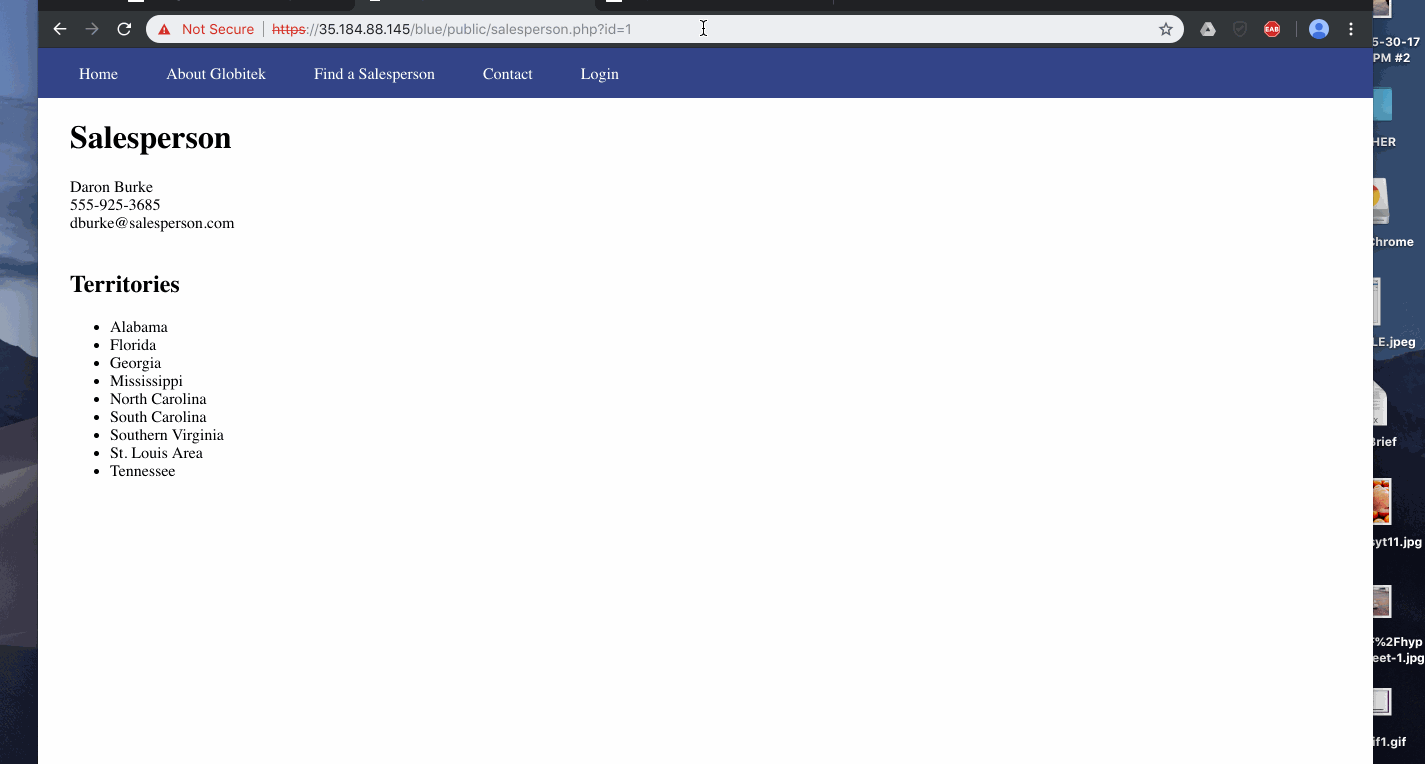 Not Secure | https://35.184.88.145/blue/public/salesperson.php?id=1
EAB
Home About Globitek Find a Salesperson Contact Login
Salesperson
Daron Burke
555-925-3685
dburke@salesperson.com
Territories
Alabama
Florida
Georgia
Mississippi
North Carolina
South Carolina
Southern Virginia
St. Louis Area
Tennessee
5-30-17
PM #2
HER
Chrome
LE.jpeg
Brief
syt11.jpg
%2Fhyp
eet-1.jpg
if1.gif